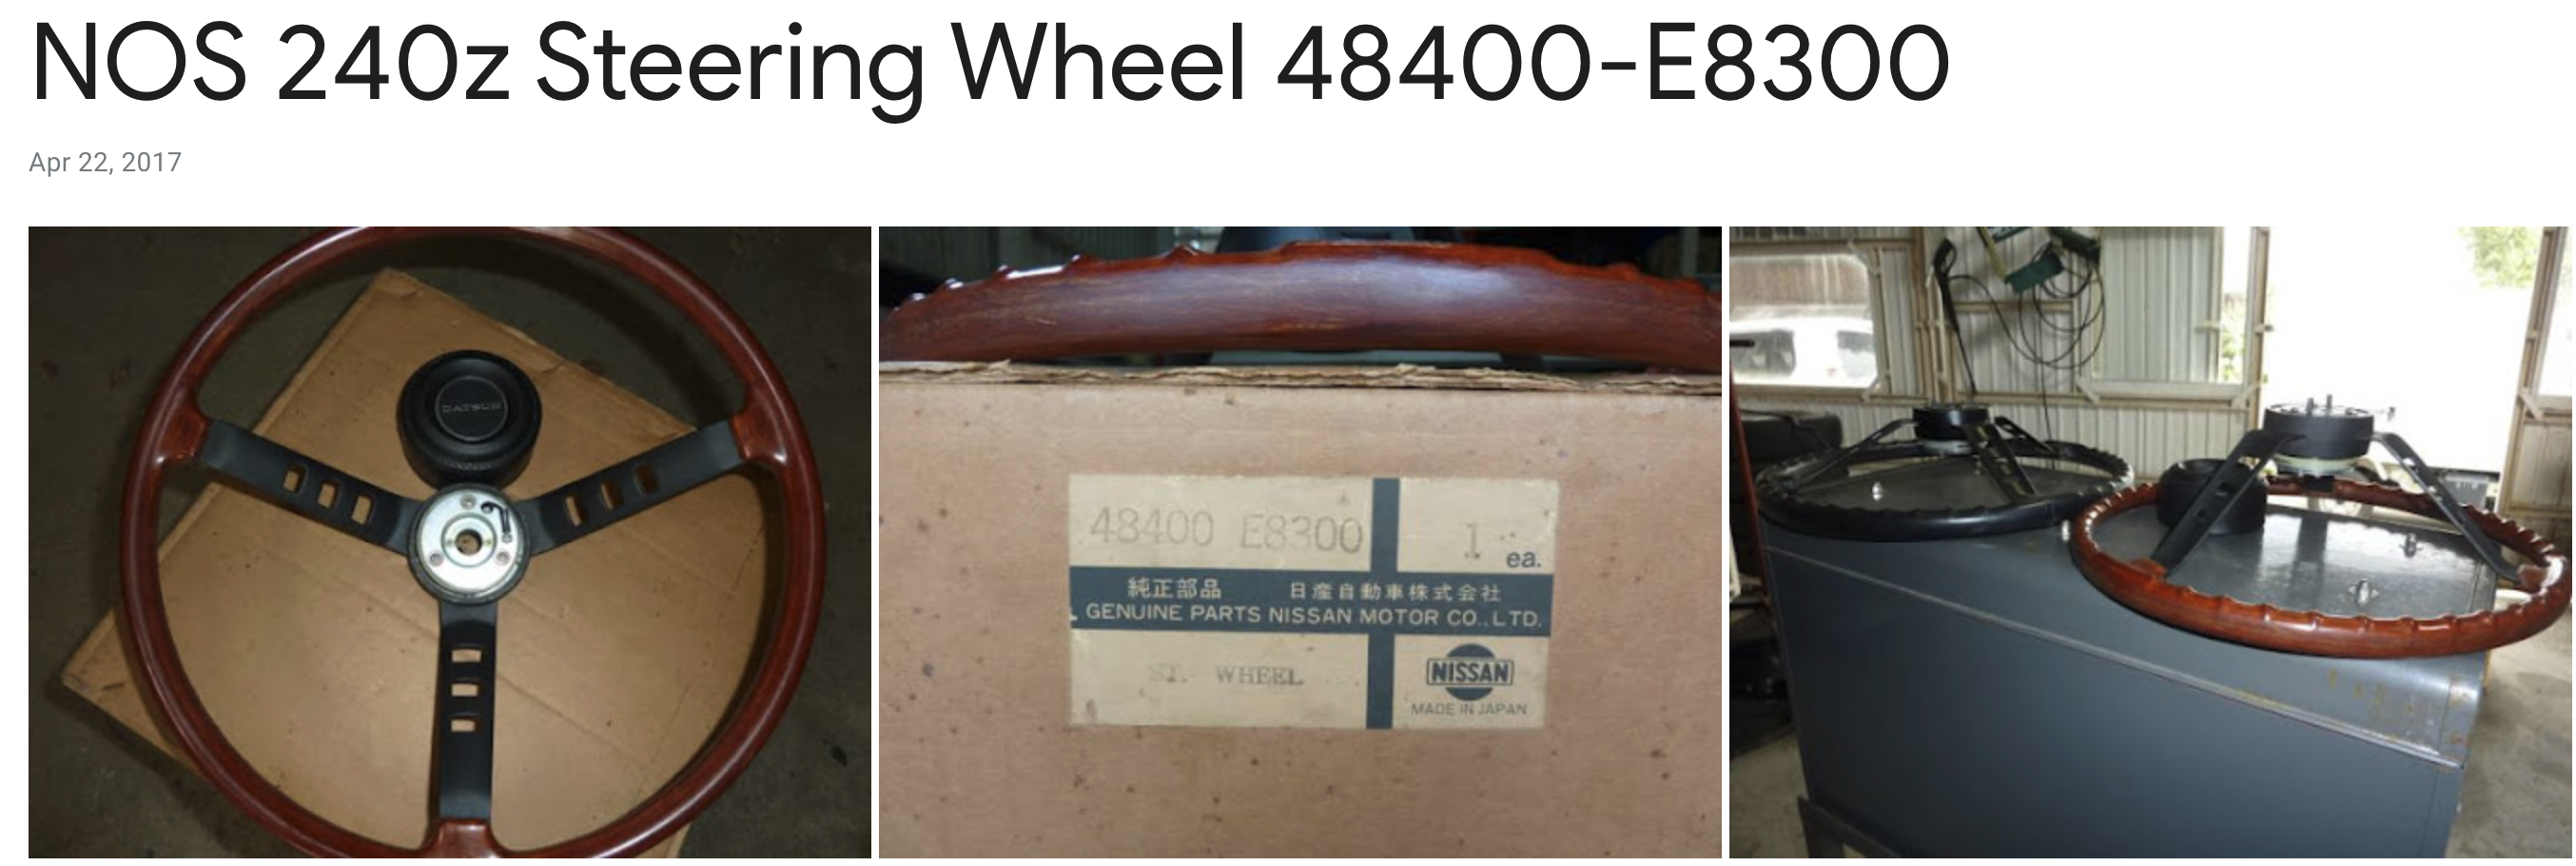 NOS 240z Steering Wheel 48400-E8300
Apr 22, 2017
DATSUN
48400 E8300 1 ea.
純正部品 日産自動車株式会社
GENUINE PARTS NISSAN MOTOR CO.,LTD.
ST. WHEEL
NISSAN
MADE IN JAPAN